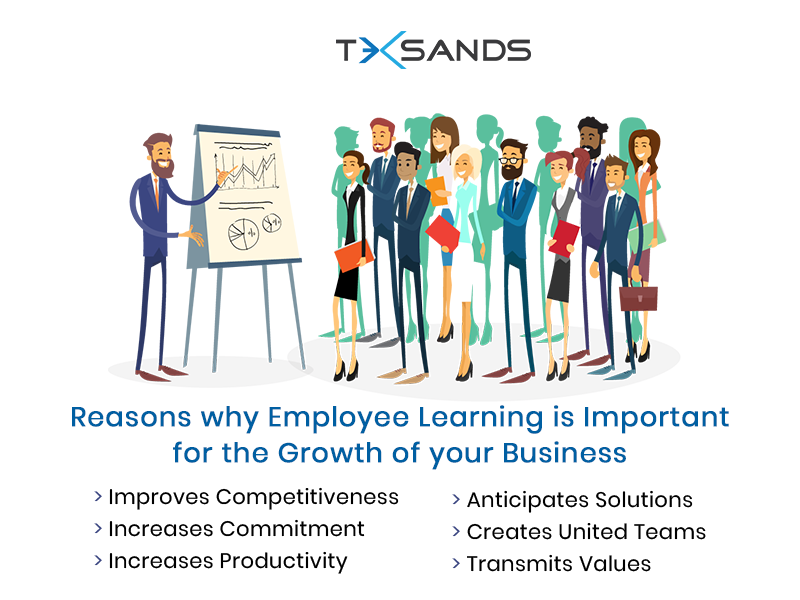 TEXSANDS
Reasons why Employee Learning is Important
for the Growth of your Business
> Improves Competitiveness
> Increases Commitment
> Increases Productivity
> Anticipates Solutions
> Creates United Teams
> Transmits Values